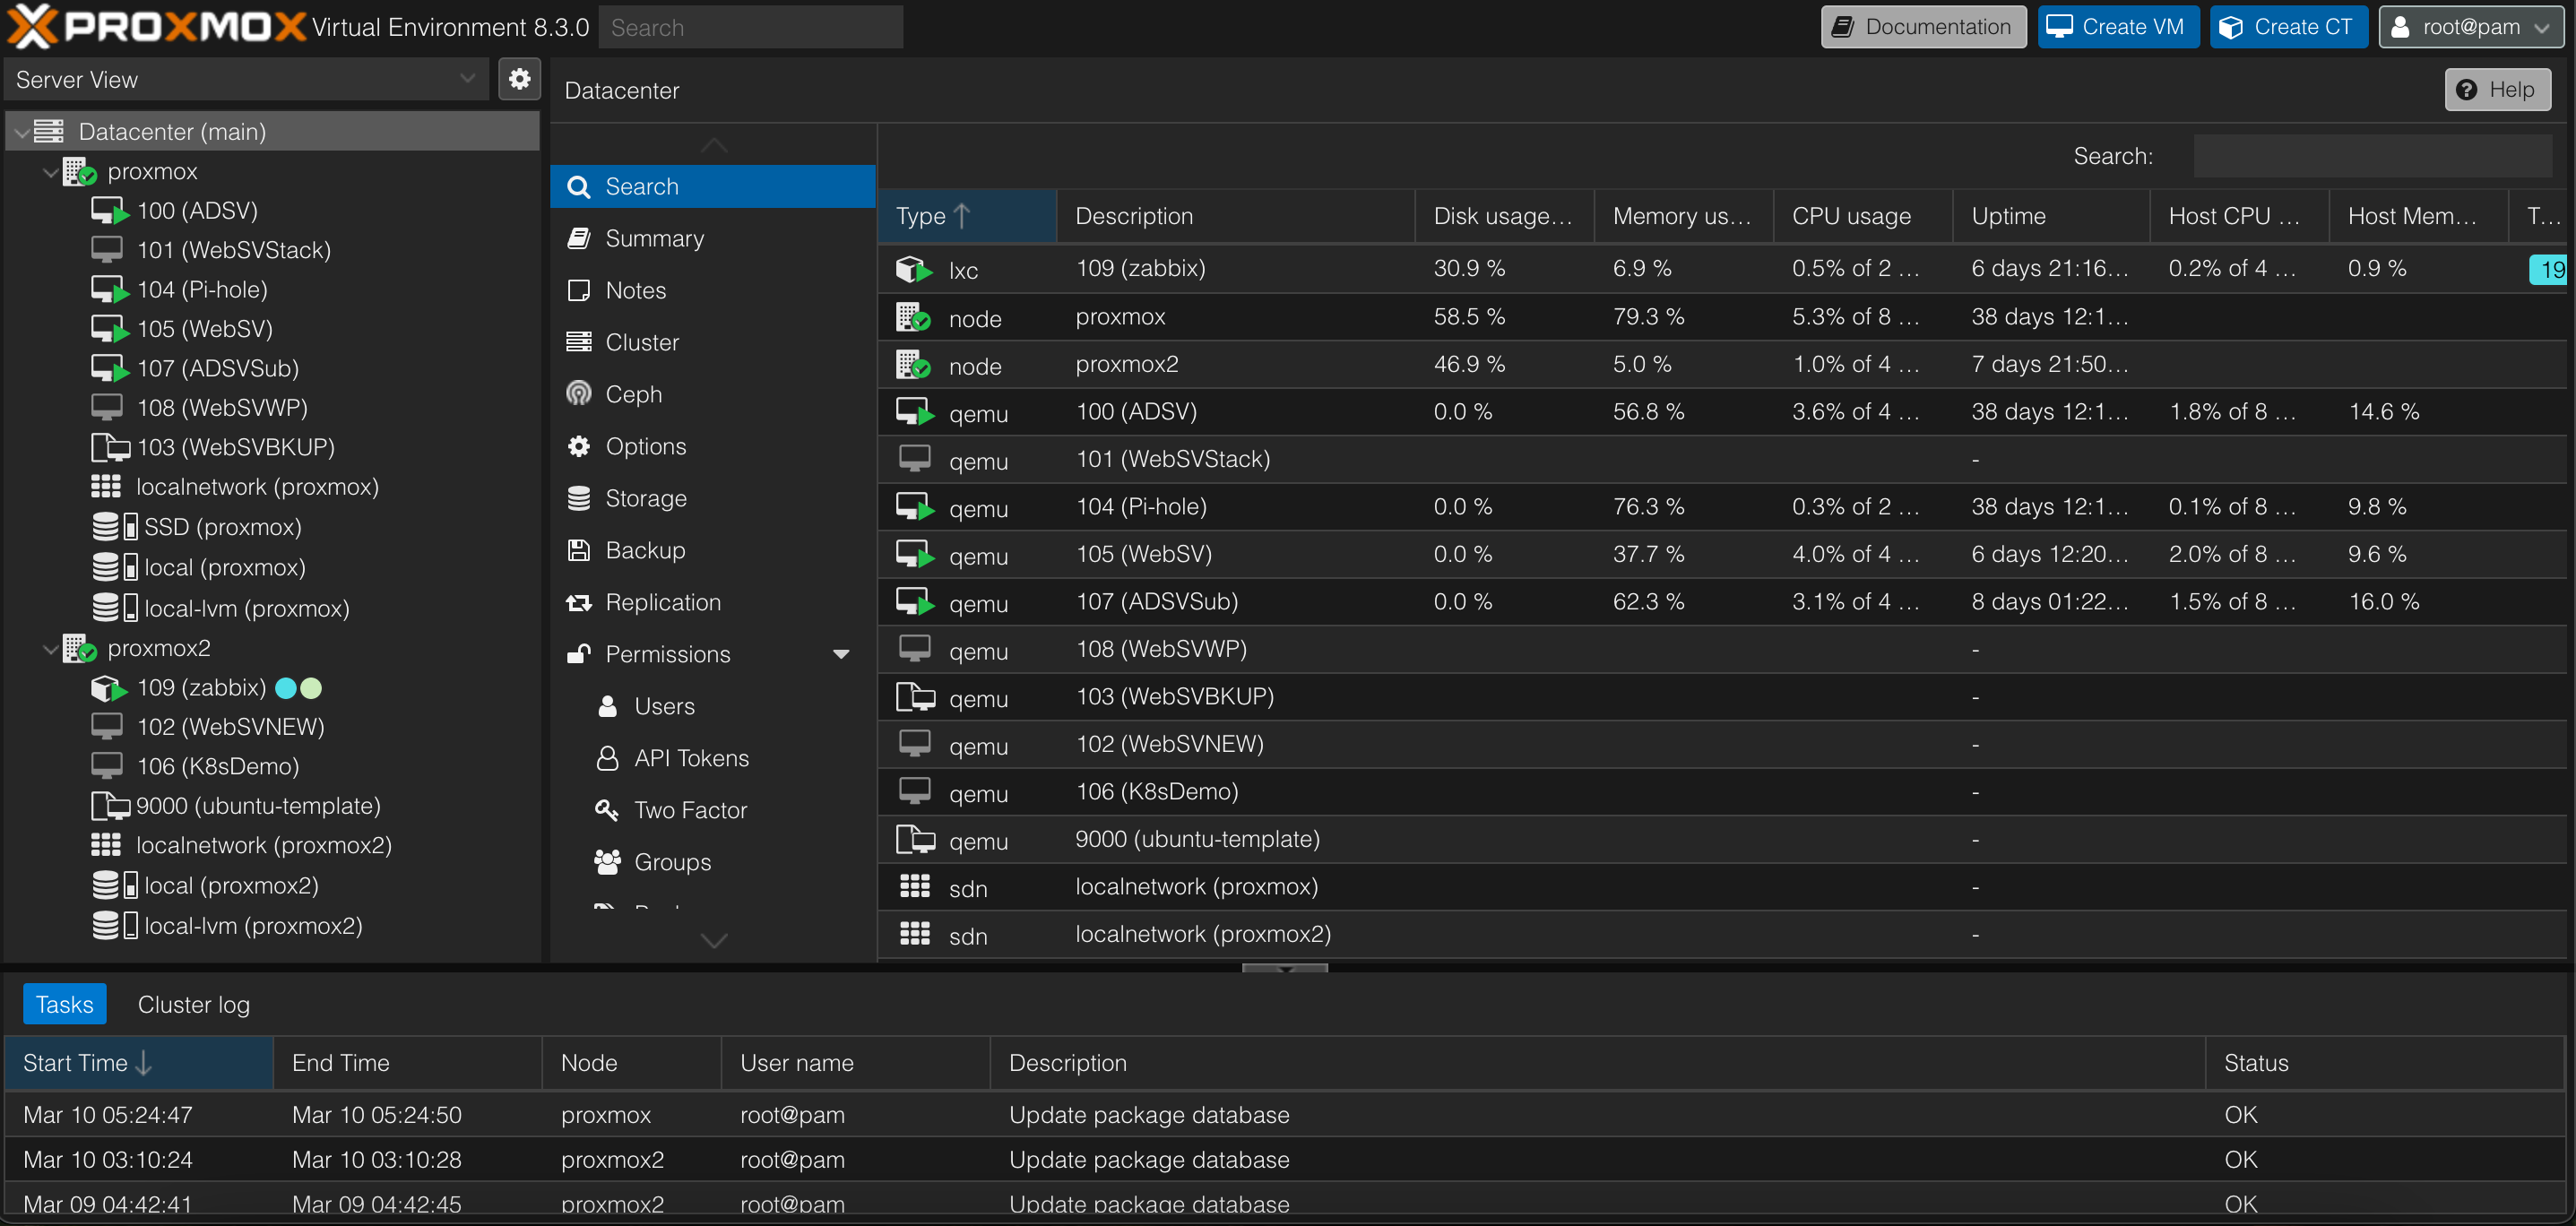 PROXMOX Virtual Environment 8.3.0 Search Documentation Create VM Create CT root@pam
Server View
Datacenter Help
Datacenter (main)
proxmox
100 (ADSV)
101 (WebSVStack)
104 (Pi-hole)
105 (WebSV)
107 (ADSVSub)
108 (WebSVWP)
103 (WebSVBKUP)
localnetwork (proxmox)
SSD (proxmox)
local (proxmox)
local-lvm (proxmox)
proxmox2
109 (zabbix)
102 (WebSVNEW)
106 (K8sDemo)
9000 (ubuntu-template)
localnetwork (proxmox2)
local (proxmox2)
local-lvm (proxmox2)
Search
Summary
Notes
Cluster
Ceph
Options
Storage
Backup
Replication
Permissions
Users
API Tokens
Two Factor
Groups
Search:
Type Description Disk usage... Memory us... CPU usage Uptime Host CPU ... Host Mem... T...
lxc 109 (zabbix) 30.9 % 6.9 % 0.5% of 2 ... 6 days 21:16... 0.2% of 4 ... 0.9 % 19
node proxmox 58.5 % 79.3 % 5.3% of 8 ... 38 days 12:1...
node proxmox2 46.9 % 5.0 % 1.0% of 4 ... 7 days 21:50...
qemu 100 (ADSV) 0.0 % 56.8 % 3.6% of 4 ... 38 days 12:1... 1.8% of 8 ... 14.6 %
qemu 101 (WebSVStack) -
qemu 104 (Pi-hole) 0.0 % 76.3 % 0.3% of 2 ... 38 days 12:1... 0.1% of 8 ... 9.8 %
qemu 105 (WebSV) 0.0 % 37.7 % 4.0% of 4 ... 6 days 12:20... 2.0% of 8 ... 9.6 %
qemu 107 (ADSVSub) 0.0 % 62.3 % 3.1% of 4 ... 8 days 01:22... 1.5% of 8 ... 16.0 %
qemu 108 (WebSVWP) -
qemu 103 (WebSVBKUP) -
qemu 102 (WebSVNEW) -
qemu 106 (K8sDemo) -
qemu 9000 (ubuntu-template) -
sdn localnetwork (proxmox) -
sdn localnetwork (proxmox2) -
Tasks Cluster log
Start Time End Time Node User name Description Status
Mar 10 05:24:47 Mar 10 05:24:50 proxmox root@pam Update package database OK
Mar 10 03:10:24 Mar 10 03:10:28 proxmox2 root@pam Update package database OK
Mar 09 04:42:41 Mar 09 04:42:45 proxmox2 root@pam Update package database OK